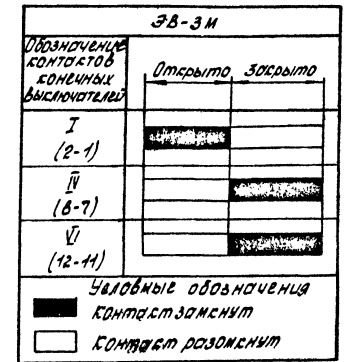 ЭВ-3М
Обозначение
контактов
конечных
выключателей
Открыто Закрыто
I
(2-1)
IV
(8-7)
VI
(12-11)
Условные обозначения
Контакт замкнут
Контакт разомкнут